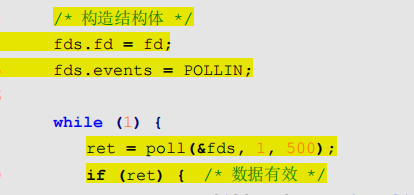 /* 构造结构体 */
fds.fd = fd;
fds.events = POLLIN;
while (1) {
ret = poll(&fds, 1, 500);
if (ret) { /* 数据有效 */